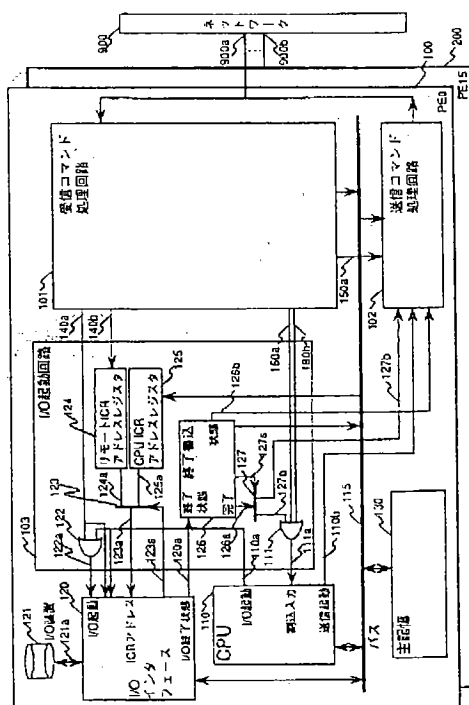 ネットワーク
900
900a
900b
200
100
PE15
PE0
受信コマンド
処理回路
101
送信コマンド
処理回路
102
150a
140a
140b
160a
160b
127b
I/O起動回路
103
リモートICR
アドレスレジスタ
124
CPU ICR
アドレスレジスタ
125
124a
125a
123
123a
123s
122
122a
120a
終了
状態
終了書込
状態
完了
126
126a
126b
127
127s
127a
111
111a
110a
110b
I/O装置
121
121a
120
I/O起動
ICRアドレス
I/O
インタ
フェース
I/O終了状態
110
CPU
I/O起動
割込入力
送信起動
バス
115
主記憶
130